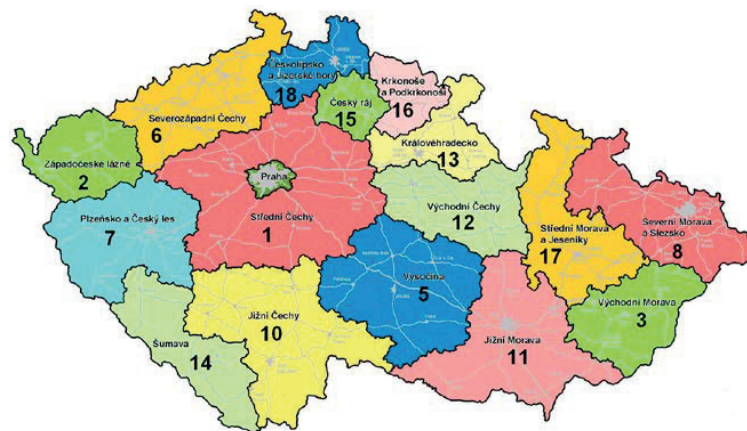 Českolipsko
a Jizerské hory
18
Krkonoše
a Podkrkonoší
16
Český ráj
15
Severozápadní Čechy
6
Královéhradecko
13
Západočeské lázně
2
Praha
Plzeňsko a Český les
7
Střední Čechy
1
Východní Čechy
12
Střední Morava
a Jeseníky
17
Severní Morava
a Slezsko
8
Vysočina
5
Východní Morava
3
Jižní Čechy
10
Jižní Morava
11
Šumava
14